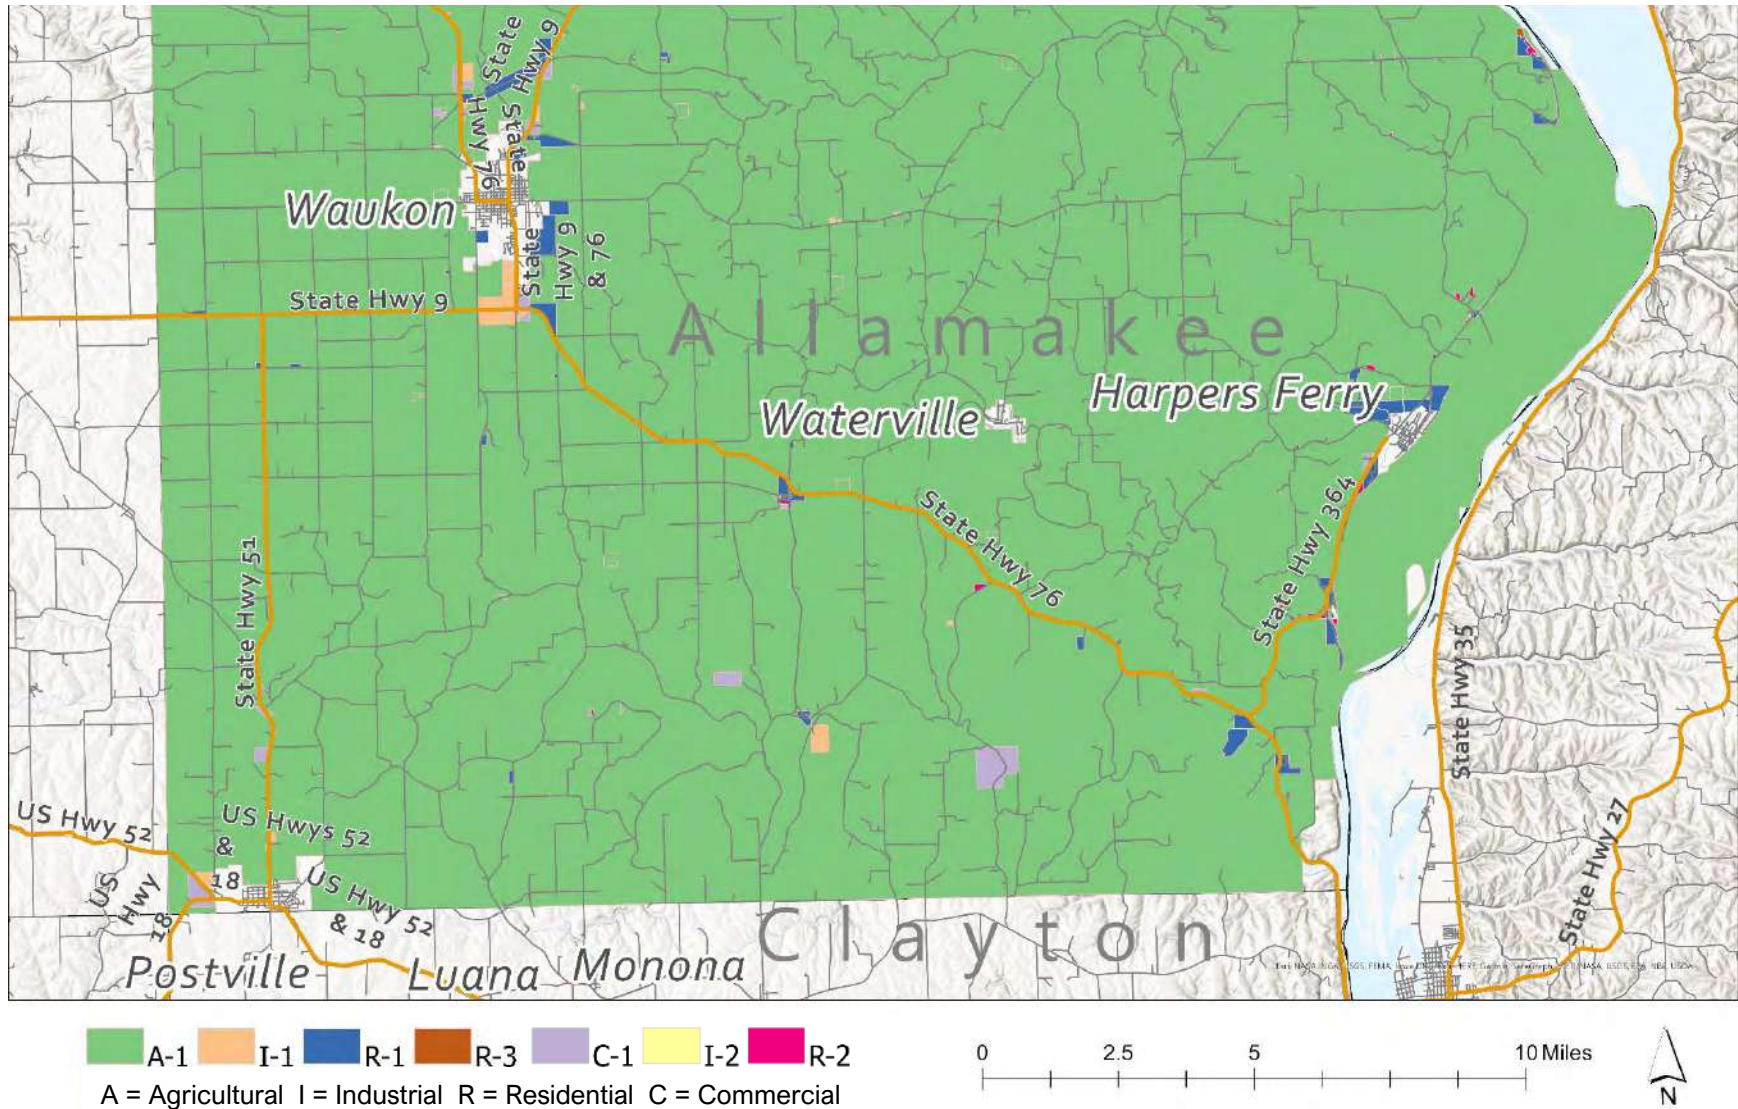 State
Hwy 9
Hwy 76
State
Waukon
State
Hwy 9
& 76
State Hwy 9
Allamakee
Harpers Ferry
Waterville
State Hwy 76
State Hwy 364
State Hwy 51
State Hwy 35
US Hwy 52
US Hwys 52
&
18
US
Hwy
18
US Hwy 52
& 18
State Hwy 27
Clayton
Postville
Luana
Monona
A-1 I-1 R-1 R-3 C-1 I-2 R-2
A = Agricultural I = Industrial R = Residential C = Commercial
0 2.5 5 10 Miles
N